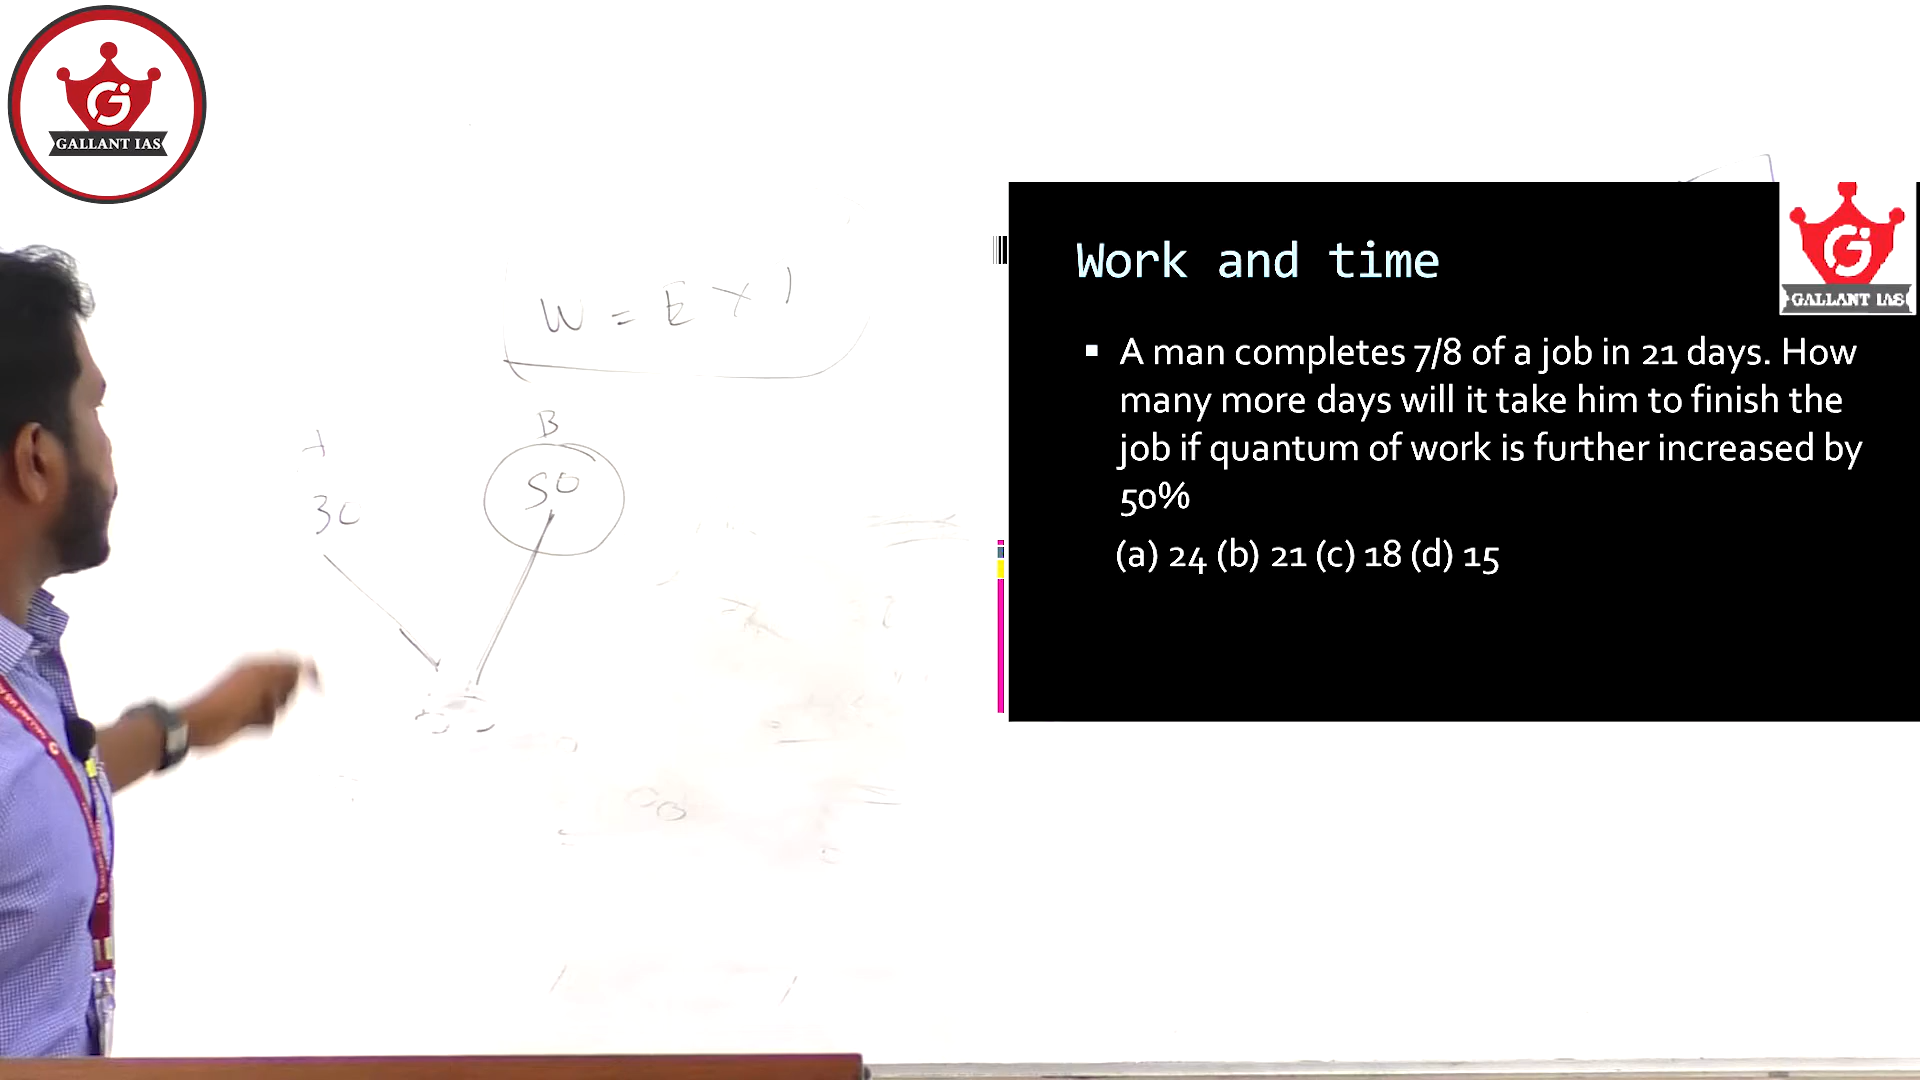 GALLANT IAS
W = E X
B
50
30
Work and time
GALLANT IAS
▪ A man completes 7/8 of a job in 21 days. How
many more days will it take him to finish the
job if quantum of work is further increased by
50%
(a) 24 (b) 21 (c) 18 (d) 15